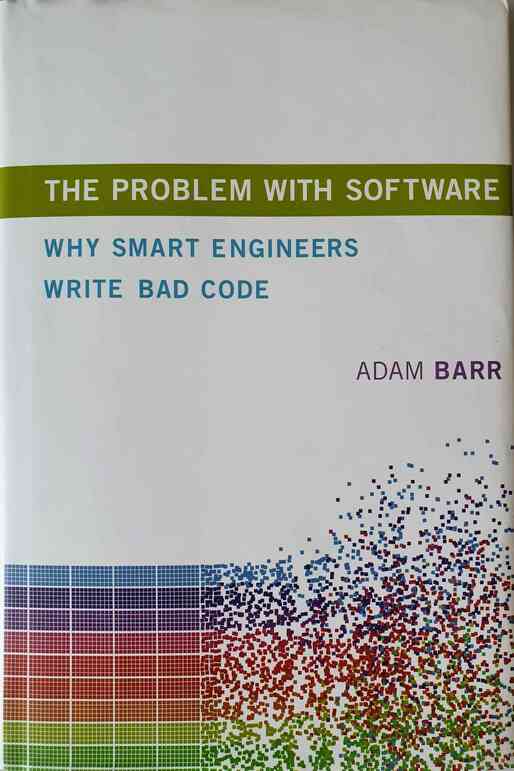 THE PROBLEM WITH SOFTWARE
WHY SMART ENGINEERS
WRITE BAD CODE
ADAM BARR